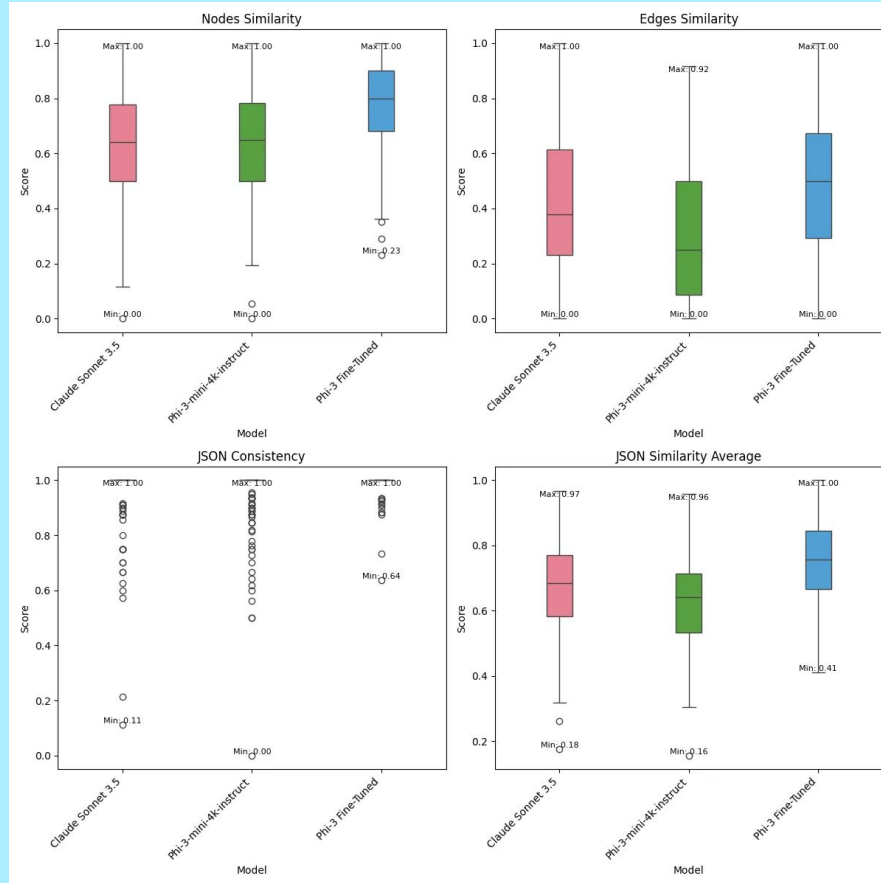 Nodes Similarity
1.0
0.8
0.6
0.4
0.2
0.0
Score
Max: 1.00
Max: 1.00
Max: 1.00
Min: 0.00
Min: 0.00
Min: 0.23
Claude Sonnet 3.5
Phi-3-mini-4k-instruct
Phi-3 Fine-Tuned
Model
Edges Similarity
1.0
0.8
0.6
0.4
0.2
0.0
Score
Max: 1.00
Max: 0.92
Max: 1.00
Min: 0.00
Min: 0.00
Min: 0.00
Claude Sonnet 3.5
Phi-3-mini-4k-instruct
Phi-3 Fine-Tuned
Model
JSON Consistency
1.0
0.8
0.6
0.4
0.2
0.0
Score
Max: 1.00
Max: 1.00
Max: 1.00
Min: 0.11
Min: 0.00
Min: 0.64
Claude Sonnet 3.5
Phi-3-mini-4k-instruct
Phi-3 Fine-Tuned
Model
JSON Similarity Average
1.0
0.8
0.6
0.4
0.2
Score
Max: 0.97
Max: 0.96
Max: 1.00
Min: 0.18
Min: 0.16
Min: 0.41
Claude Sonnet 3.5
Phi-3-mini-4k-instruct
Phi-3 Fine-Tuned
Model